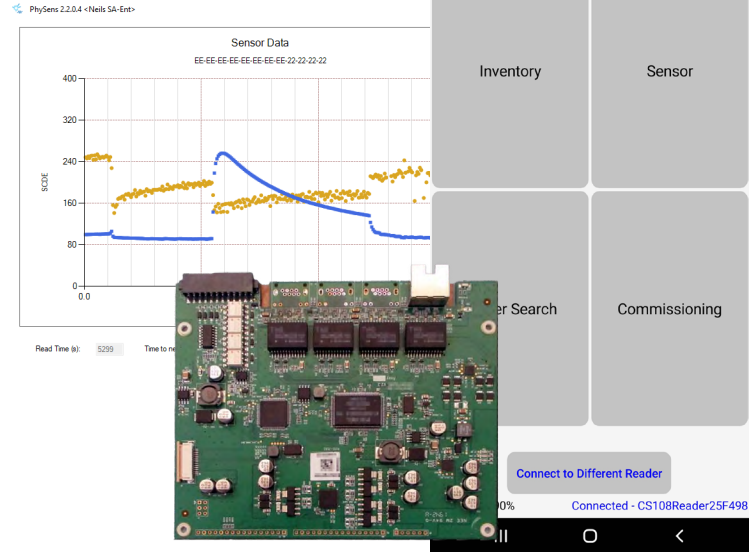 PhySens 2.2.0.4 <Neils SA-Ent>
Sensor Data
EE-EE-EE-EE-EE-EE-EE-EE-22-22-22-22
400
320
240
160
80
0
SCDE
0.0
Read Time (s):
5299
Time to ne
Inventory
Sensor
er Search
Commissioning
Connect to Different Reader
00%
Connected - CS108Reader25F498